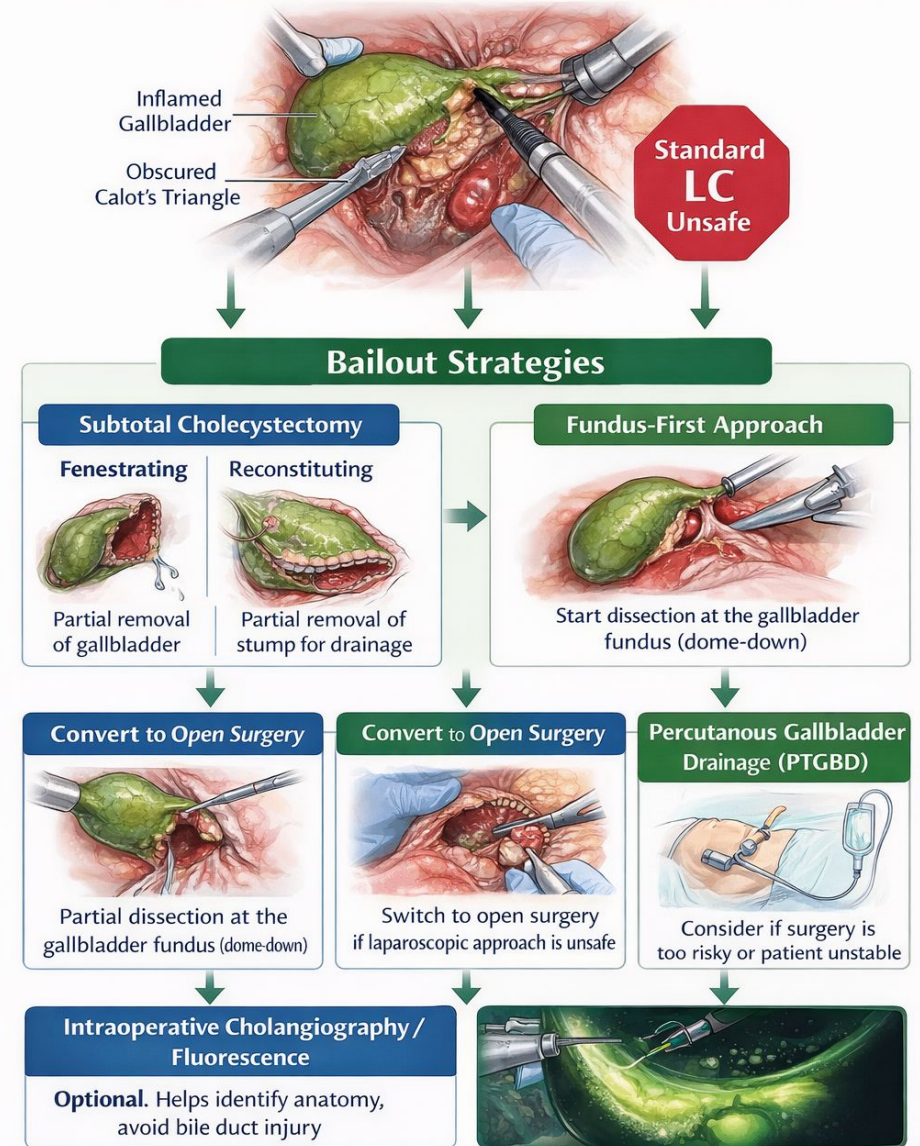 Inflamed
Gallbladder
Obscured
Calot's Triangle
Standard
LC
Unsafe
Bailout Strategies
Subtotal Cholecystectomy
Fenestrating
Reconstituting
Partial removal
of gallbladder
Partial removal of
stump for drainage
Fundus-First Approach
Start dissection at the gallbladder
fundus (dome-down)
Convert to Open Surgery
Partial dissection at the
gallbladder fundus (dome-down)
Convert to Open Surgery
Switch to open surgery
if laparoscopic approach is unsafe
Percutanous Gallbladder
Drainage (PTGBD)
Consider if surgery is
too risky or patient unstable
Intraoperative Cholangiography /
Fluorescence
Optional. Helps identify anatomy,
avoid bile duct injury